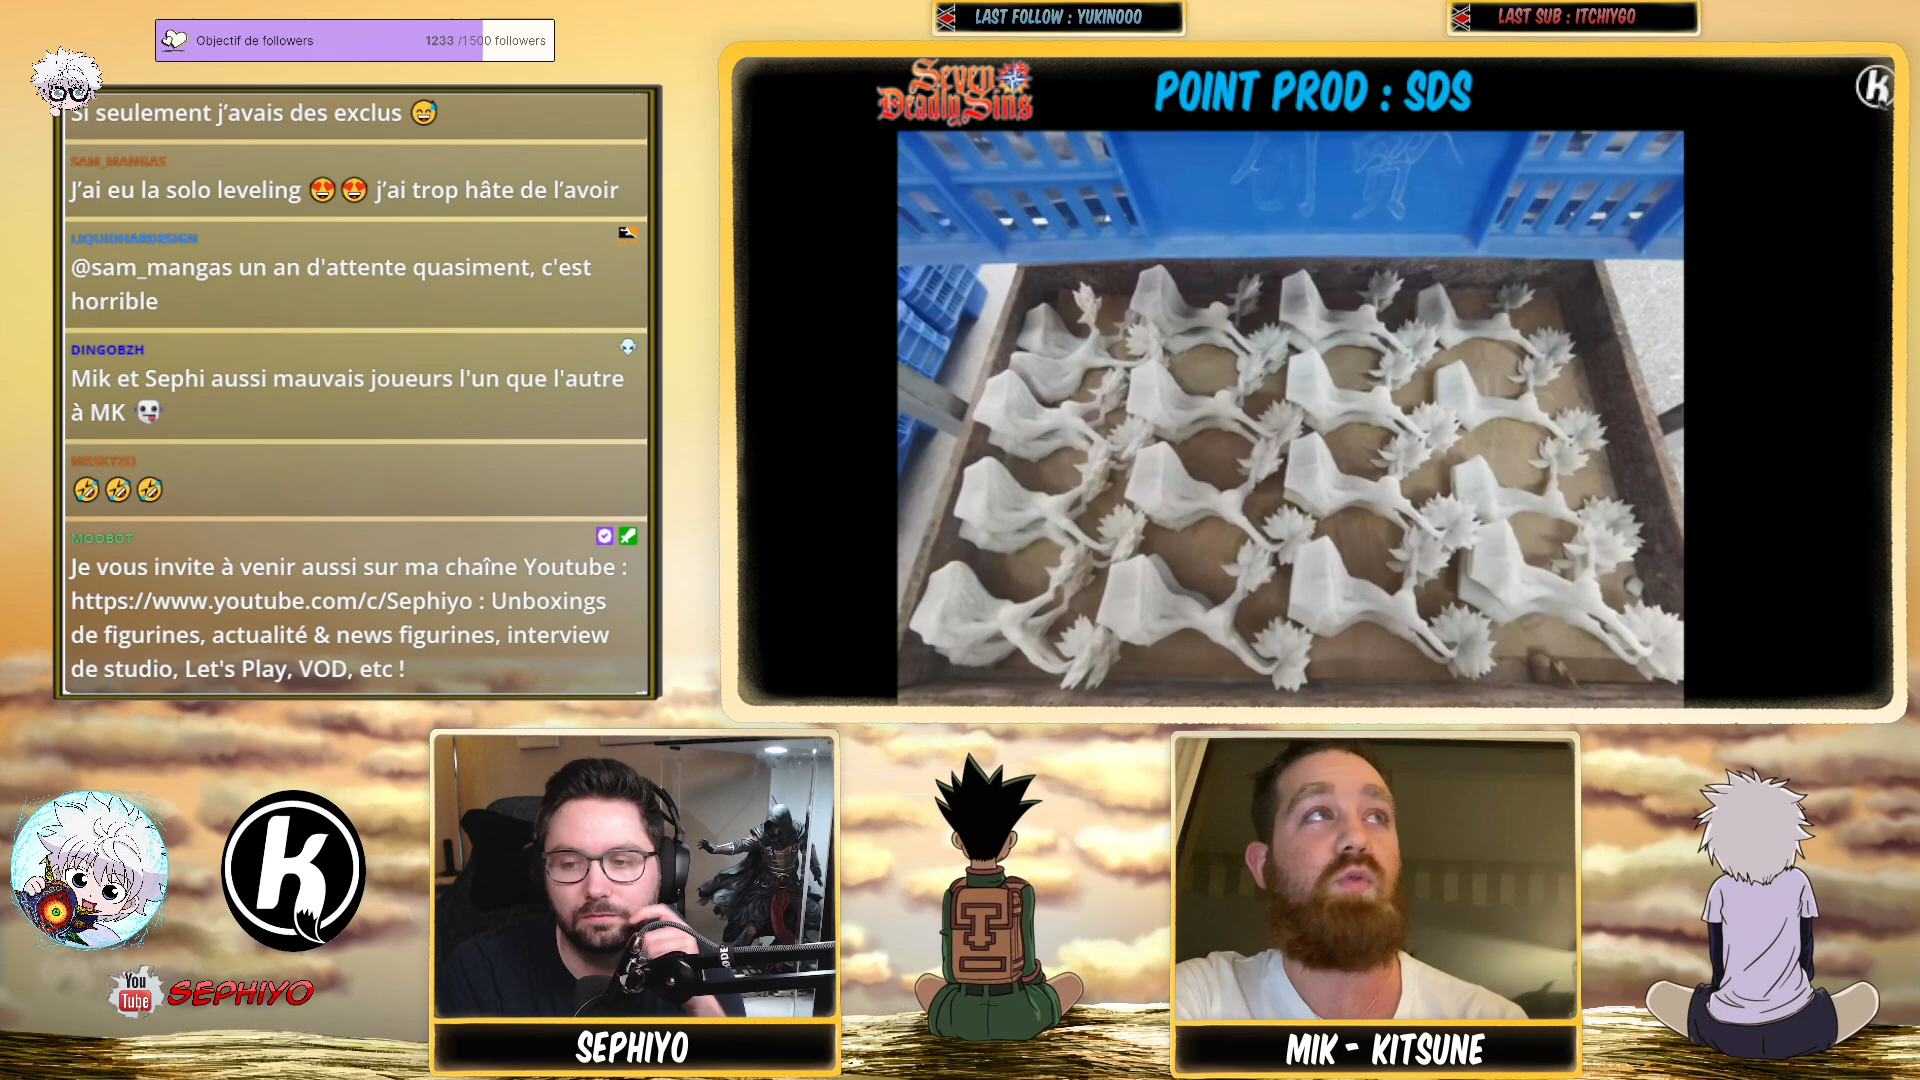 Objectif de followers
1233 / 1500 followers
LAST FOLLOW : YUKINOOO
LAST SUB : ITCHIYGO
Si seulement j’avais des exclus
SAM_MANGAS
J’ai eu la solo leveling j’ai trop hâte de l’avoir
LIQUIDHARDESIGN
@sam_mangas un an d'attente quasiment, c'est
horrible
DINGOBZH
Mik et Sephi aussi mauvais joueurs l'un que l'autre
à MK
MRSKYZO
MOOBOT
Je vous invite à venir aussi sur ma chaîne Youtube :
https://www.youtube.com/c/Sephiyo : Unboxings
de figurines, actualité & news figurines, interview
de studio, Let's Play, VOD, etc !
Seven
Deadly Sins
POINT PROD : SDS
K
K
You
Tube
SEPHIYO
SEPHIYO
MIK - KITSUNE